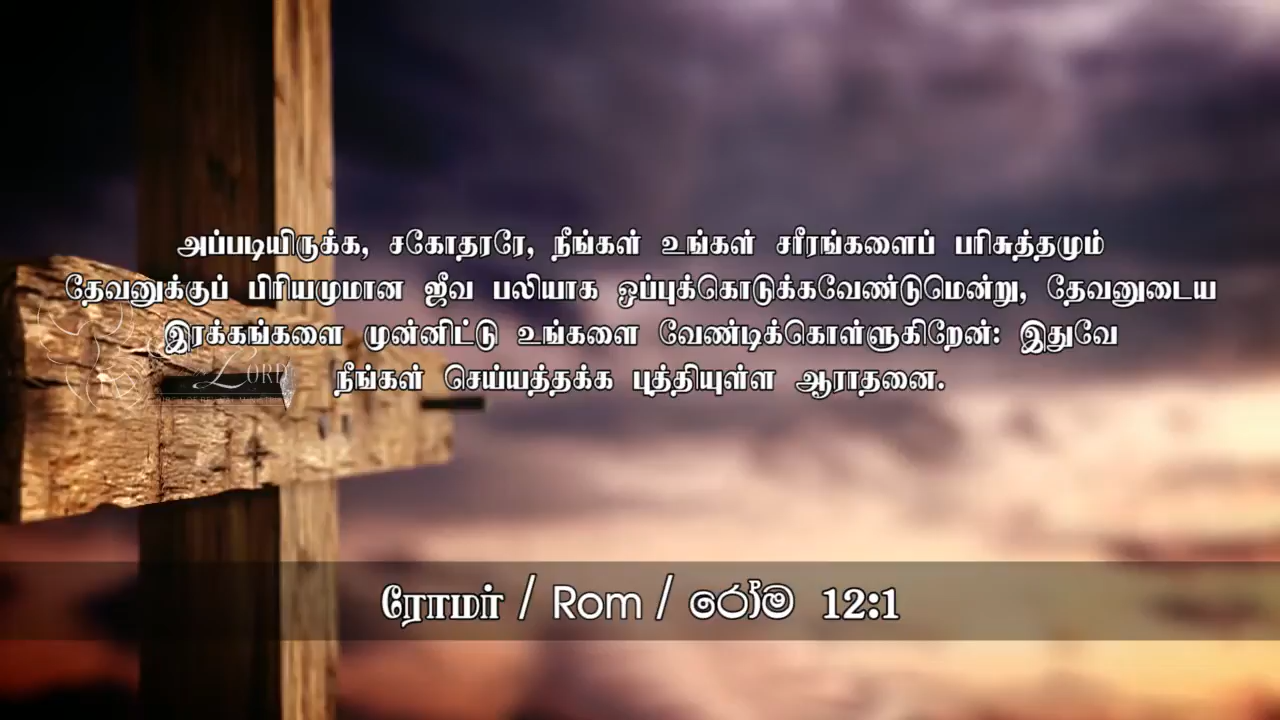 அப்படியிருக்க, சகோதரரே, நீங்கள் உங்கள் சரீரங்களைப் பரிசுத்தமும்
தேவனுக்குப் பிரியமுமான ஜீவ பலியாக ஒப்புக்கொடுக்கவேண்டுமென்று, தேவனுடைய
இரக்கங்களை முன்னிட்டு உங்களை வேண்டிக்கொள்ளுகிறேன்: இதுவே
நீங்கள் செய்யத்தக்க புத்தியுள்ள ஆராதனை.
LORD
ரோமர் / Rom / රෝම 12:1